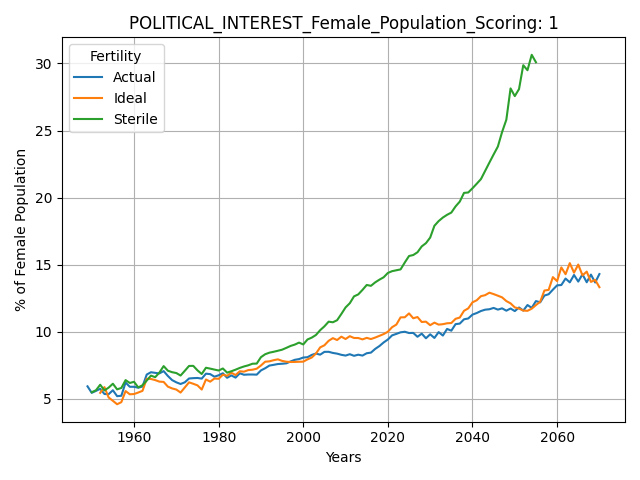 POLITICAL_INTEREST_Female_Population_Scoring: 1
Fertility
Actual
Ideal
Sterile
% of Female Population
30
25
20
15
10
5
1960 1980 2000 2020 2040 2060
Years